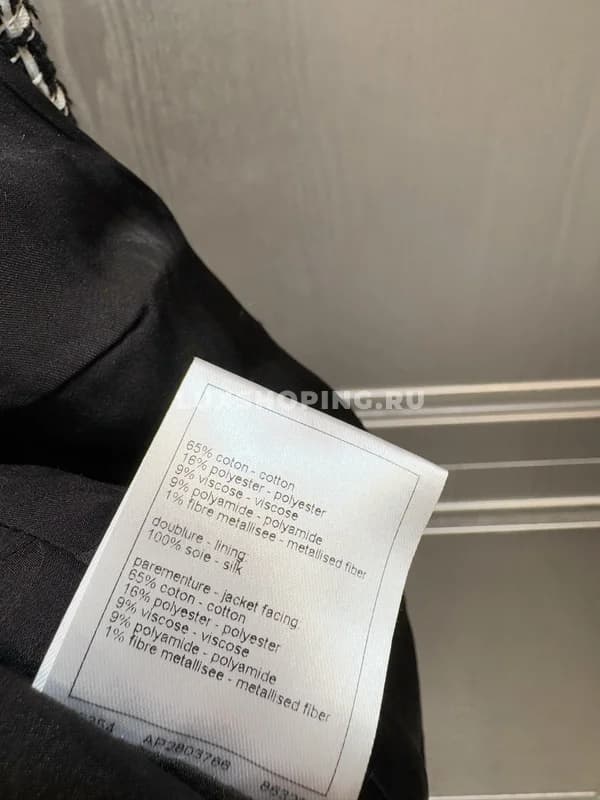 LUXSHOPING.RU
65% coton - cotton
16% polyester - polyester
9% viscose - viscose
9% polyamide - polyamide
1% fibre metallisee - metallised fiber
doublure - lining:
100% soie - silk
parementure - jacket facing:
65% coton - cotton
16% polyester - polyester
9% viscose - viscose
9% polyamide - polyamide
1% fibre metallisee - metallised fiber
AP2803788